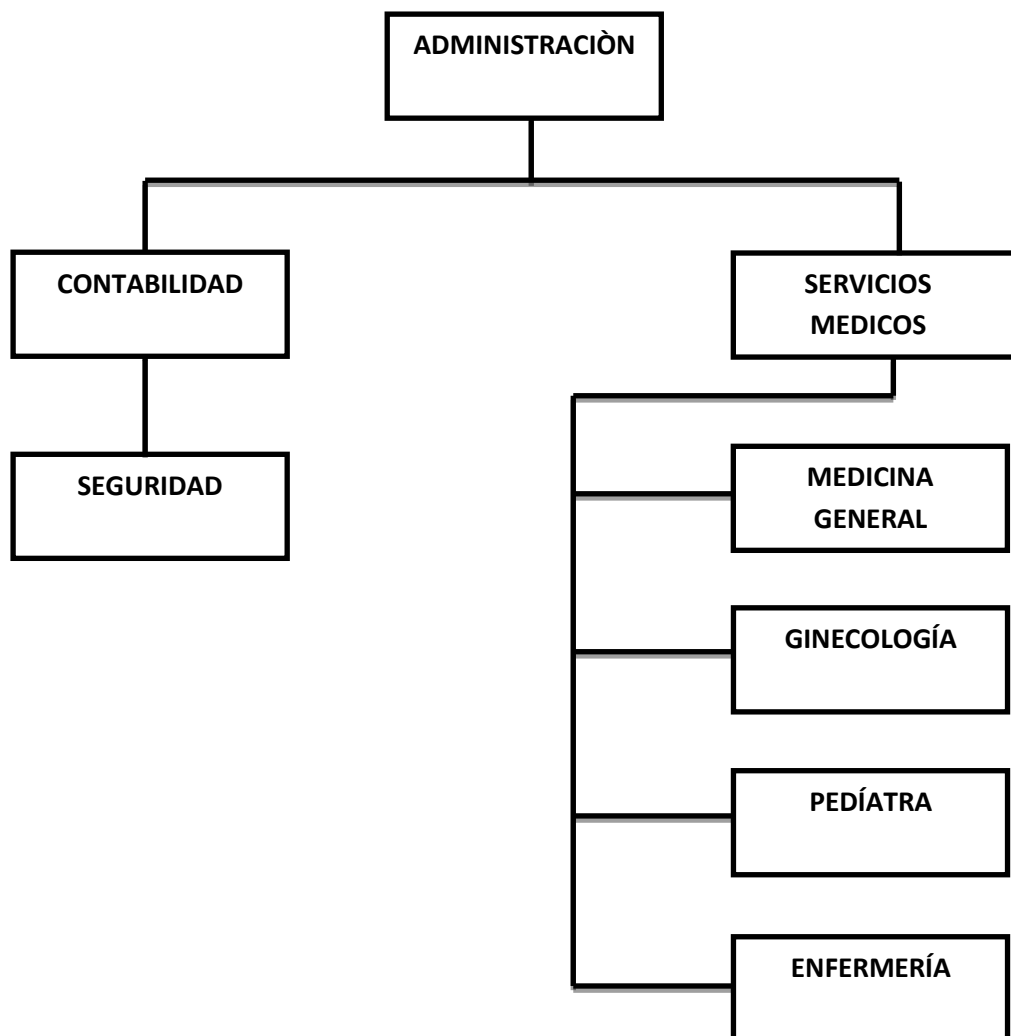 ADMINISTRACIÒN
CONTABILIDAD
SERVICIOS
MEDICOS
SEGURIDAD
MEDICINA
GENERAL
GINECOLOGÍA
PEDÍATRA
ENFERMERÍA